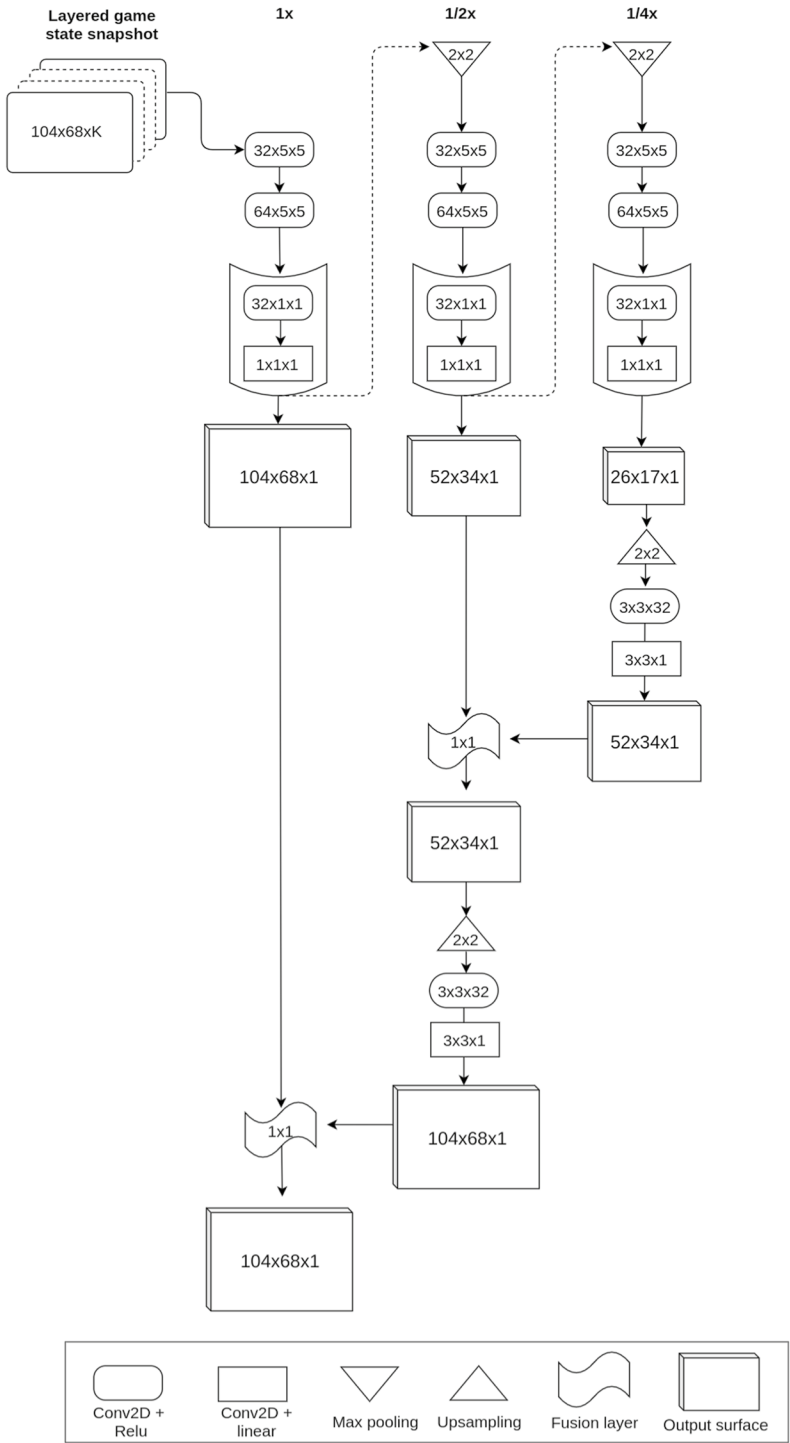 Layered game
state snapshot
1x
1/2x
1/4x
104x68xK
2x2
2x2
32x5x5
32x5x5
32x5x5
64x5x5
64x5x5
64x5x5
32x1x1
32x1x1
32x1x1
1x1x1
1x1x1
1x1x1
104x68x1
52x34x1
26x17x1
2x2
3x3x32
3x3x1
1x1
52x34x1
52x34x1
2x2
3x3x32
3x3x1
1x1
104x68x1
104x68x1
Conv2D +
Relu
Conv2D +
linear
Max pooling
Upsampling
Fusion layer
Output surface